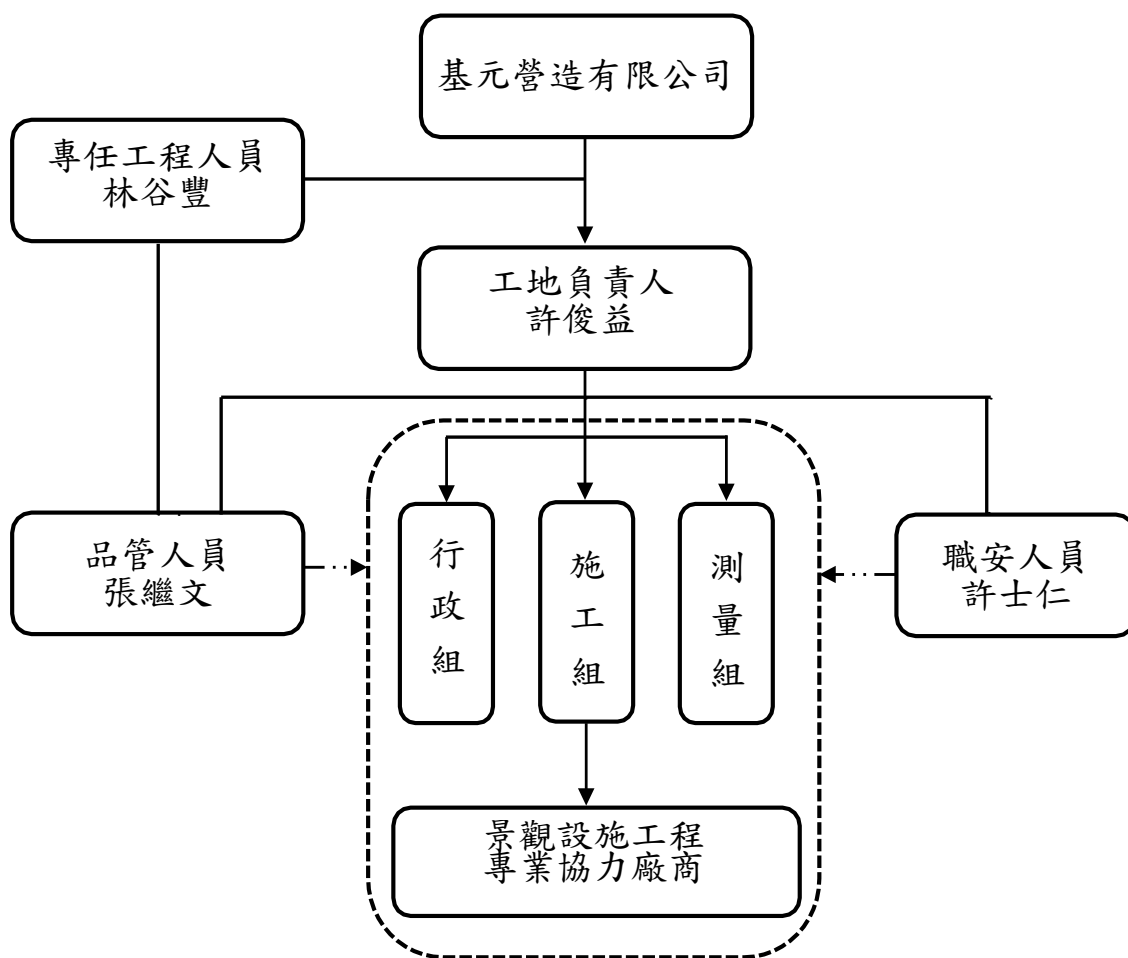 基元營造有限公司
專任工程人員
林谷豐
工地負責人
許俊益
品管人員
張繼文
行政組
施工組
測量組
職安人員
許士仁
景觀設施工程
專業協力廠商